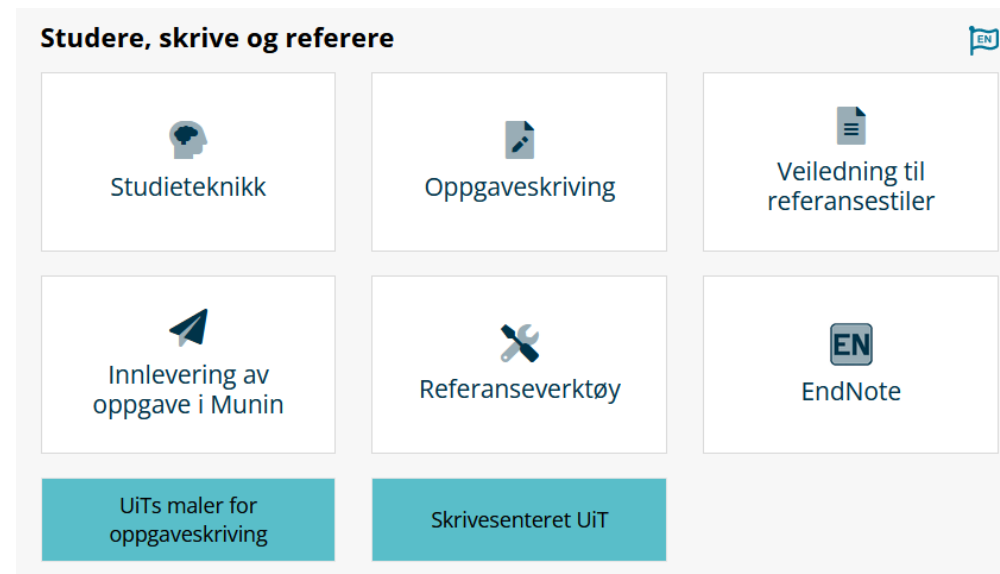 Studere, skrive og referere
EN
Studieteknikk
Oppgaveskriving
Veiledning til
referansestiler
Innlevering av
oppgave i Munin
Referanseverktøy
EN
EndNote
UiTs maler for
oppgaveskriving
Skrivesenteret UiT